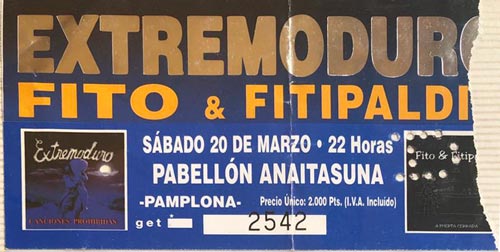 EXTREMODURO
FITO & FITIPALDI
SÁBADO 20 DE MARZO • 22 Horas
PABELLÓN ANAITASUNA
-PAMPLONA- Precio Único: 2.000 Pts. (I.V.A. Incluido)
get 2542
Extremoduro
CANCIONES PROHIBIDAS
Fito & Fitip